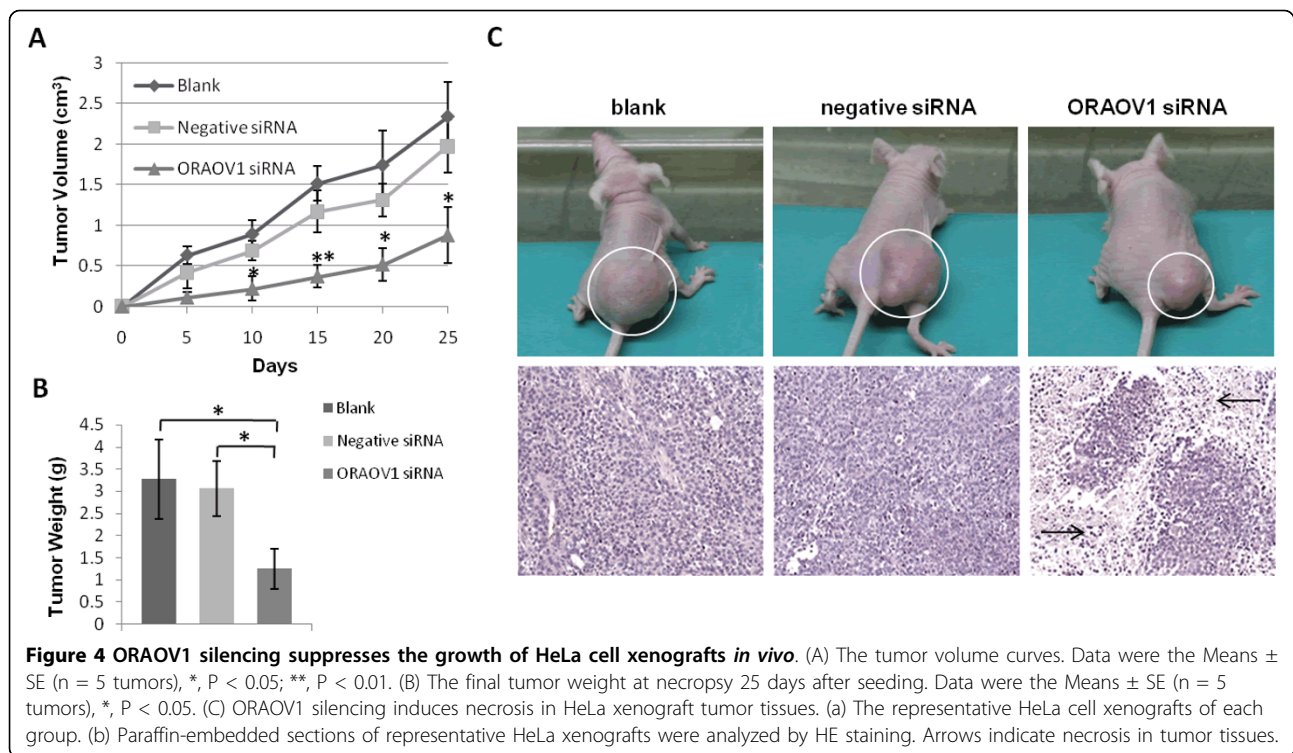 A
Tumor Volume (cm³)
3
2.5
2
1.5
1
0.5
0
Blank
Negative siRNA
ORAOV1 siRNA
*
**
*
*
0 5 10 15 20 25
Days
B
Tumor Weight (g)
4.5
4
3.5
3
2.5
2
1.5
1
0.5
0
*
*
Blank
Negative siRNA
ORAOV1 siRNA
C
blank negative siRNA ORAOV1 siRNA
Figure 4 ORAOV1 silencing suppresses the growth of HeLa cell xenografts in vivo. (A) The tumor volume curves. Data were the Means ±
SE (n = 5 tumors), *, P < 0.05; **, P < 0.01. (B) The final tumor weight at necropsy 25 days after seeding. Data were the Means ± SE (n = 5
tumors), *, P < 0.05. (C) ORAOV1 silencing induces necrosis in HeLa xenograft tumor tissues. (a) The representative HeLa cell xenografts of each
group. (b) Paraffin-embedded sections of representative HeLa xenografts were analyzed by HE staining. Arrows indicate necrosis in tumor tissues.